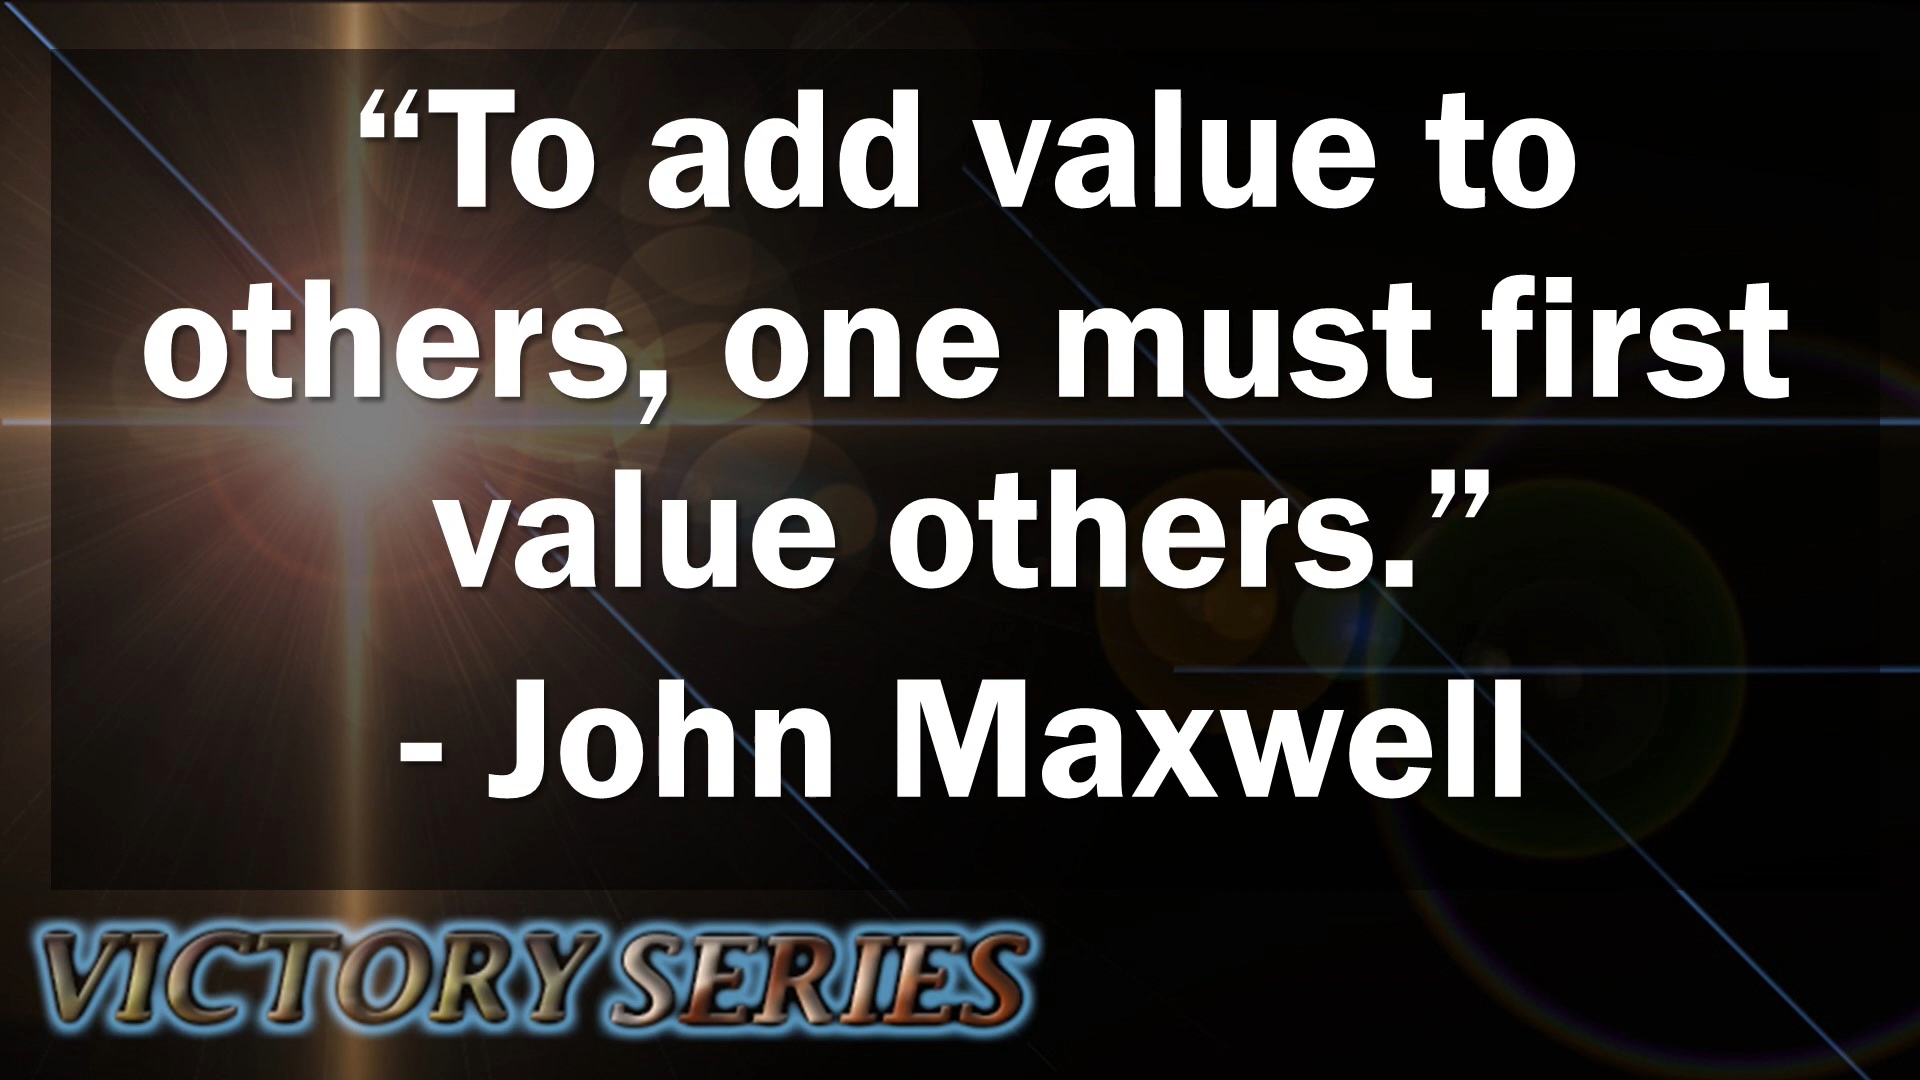 “To add value to
others, one must first
value others.”
- John Maxwell
VICTORY SERIES